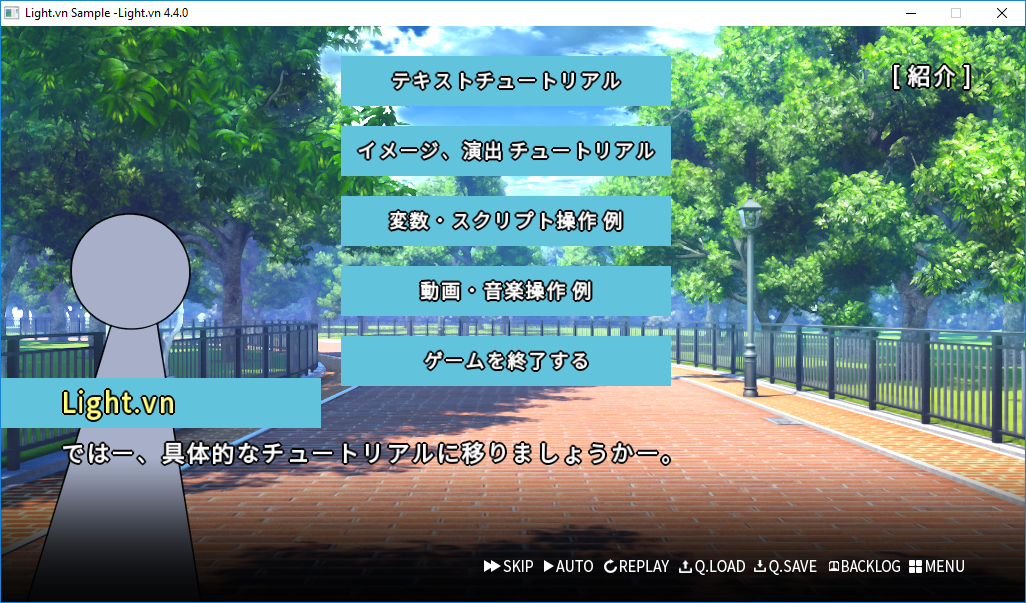 Light.vn Sample -Light.vn 4.4.0
テキストチュートリアル
[ 紹介 ]
イメージ、演出 チュートリアル
変数・スクリプト操作 例
動画・音楽操作 例
ゲームを終了する
Light.vn
ではー、具体的なチュートリアルに移りましょうかー。
SKIP AUTO REPLAY Q.LOAD Q.SAVE BACKLOG MENU